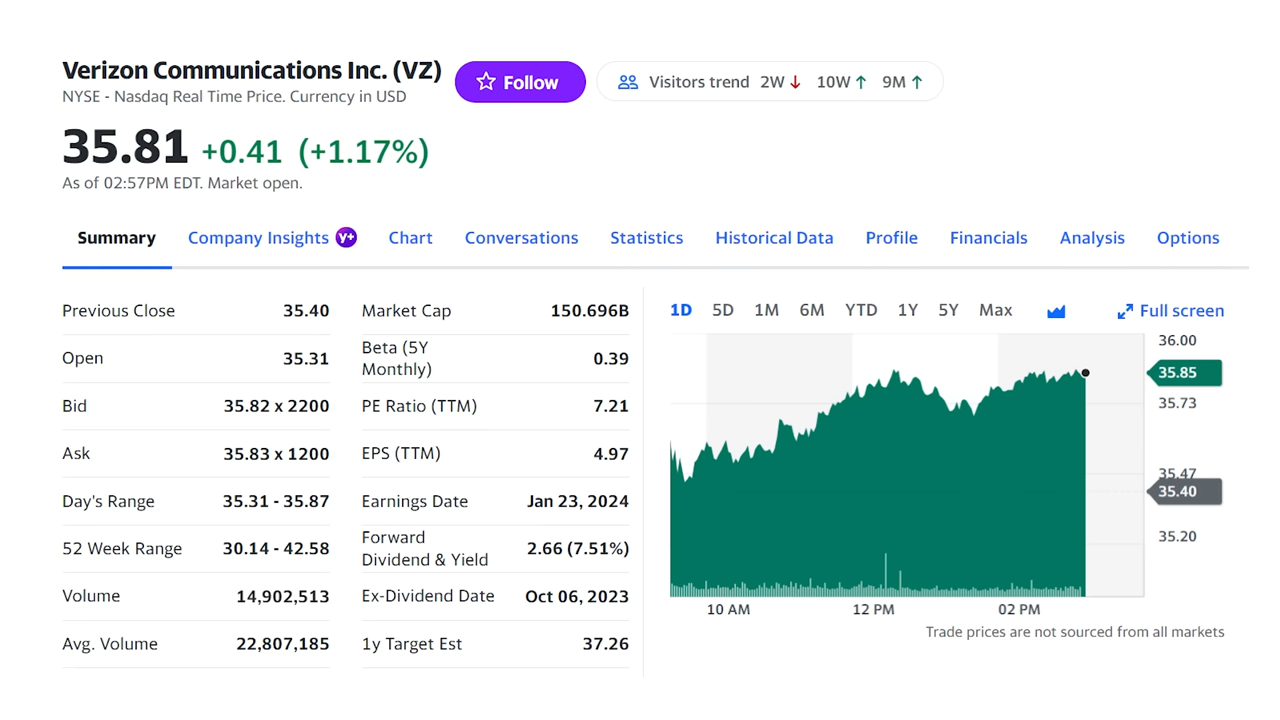 Verizon Communications Inc. (VZ)
Follow
Visitors trend 2W ↓ 10W ↑ 9M ↑
NYSE - Nasdaq Real Time Price. Currency in USD
35.81 +0.41 (+1.17%)
As of 02:57PM EDT. Market open.
Summary Company Insights Y+ Chart Conversations Statistics Historical Data Profile Financials Analysis Options
Previous Close 35.40
Open 35.31
Bid 35.82 x 2200
Ask 35.83 x 1200
Day's Range 35.31 - 35.87
52 Week Range 30.14 - 42.58
Volume 14,902,513
Avg. Volume 22,807,185
Market Cap 150.696B
Beta (5Y
Monthly) 0.39
PE Ratio (TTM) 7.21
EPS (TTM) 4.97
Earnings Date Jan 23, 2024
Forward
Dividend & Yield 2.66 (7.51%)
Ex-Dividend Date Oct 06, 2023
1y Target Est 37.26
1D 5D 1M 6M YTD 1Y 5Y Max Full screen
36.00
35.85
35.73
35.47
35.40
35.20
10 AM 12 PM 02 PM
Trade prices are not sourced from all markets